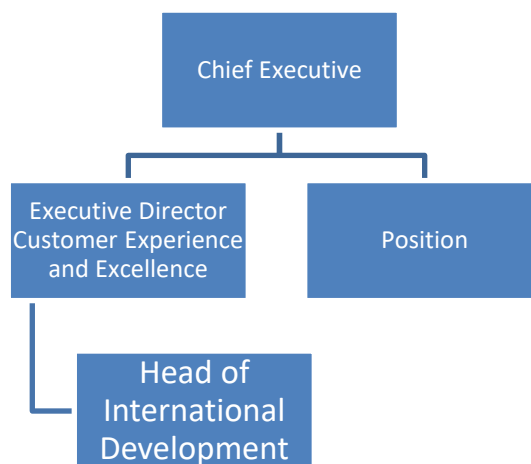 Chief Executive
Executive Director
Customer Experience
and Excellence
Position
Head of
International
Development